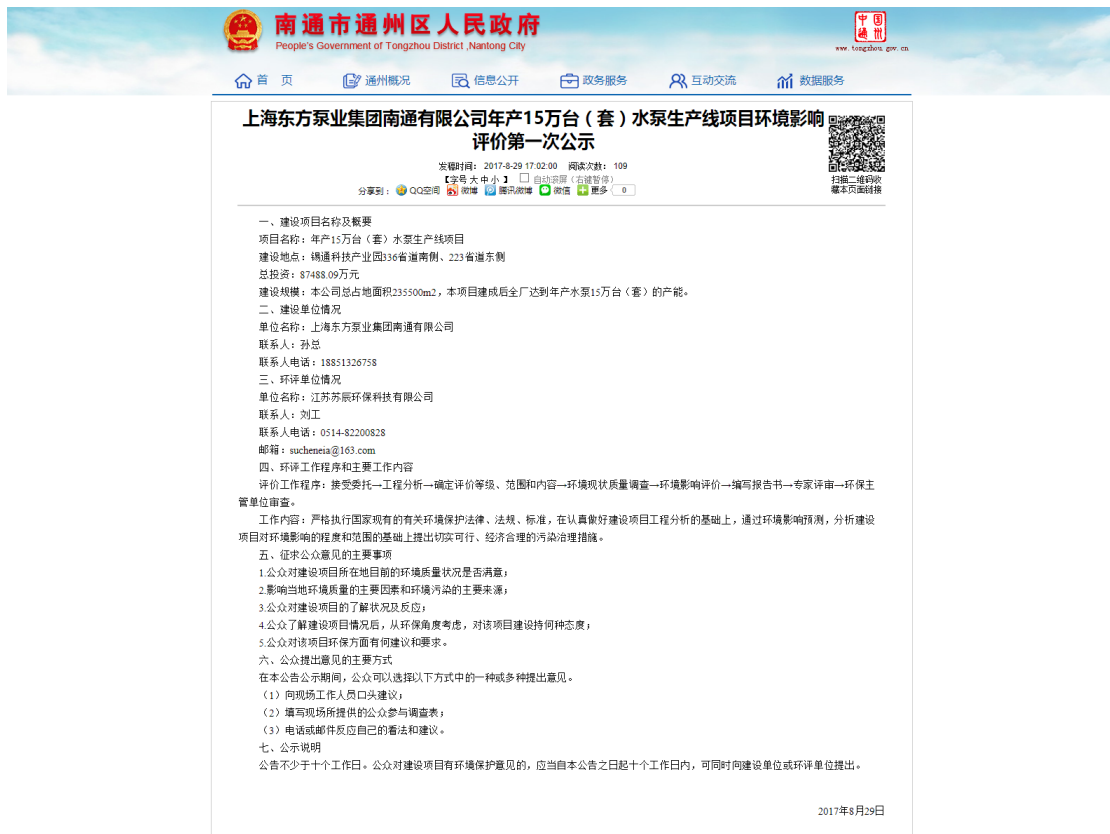 南通市通州区人民政府
People's Government of Tongzhou District ,Nantong City
中国通州
www.tongzhou.gov.cn
首 页 通州概况 信息公开 政务服务 互动交流 数据服务
上海东方泵业集团南通有限公司年产15万台（套）水泵生产线项目环境影响
评价第一次公示
发稿时间： 2017-8-29 17:02:00 阅读次数： 109
【字号 大 中 小 】 自动滚屏（右键暂停）
分享到： QQ空间 微博 腾讯微博 微信 更多 0
扫描二维码收
藏本页面链接
一、建设项目名称及概要
项目名称：年产15万台（套）水泵生产线项目
建设地点：锡通科技产业园336省道南侧、223省道东侧
总投资：87488.09万元
建设规模：本公司总占地面积235500m2，本项目建成后全厂达到年产水泵15万台（套）的产能。
二、建设单位情况
单位名称：上海东方泵业集团南通有限公司
联系人：孙总
联系人电话：18851326758
三、环评单位情况
单位名称：江苏苏辰环保科技有限公司
联系人：刘工
联系人电话：0514-82200828
邮箱：sucheneia@163.com
四、环评工作程序和主要工作内容
评价工作程序：接受委托→工程分析→确定评价等级、范围和内容→环境现状质量调查→环境影响评价→编写报告书→专家评审→环保主
管单位审查。
工作内容：严格执行国家现有的有关环境保护法律、法规、标准，在认真做好建设项目工程分析的基础上，通过环境影响预测，分析建设
项目对环境影响的程度和范围的基础上提出切实可行、经济合理的污染治理措施。
五、征求公众意见的主要事项
1.公众对建设项目所在地目前的环境质量状况是否满意；
2.影响当地环境质量的主要因素和环境污染的主要来源；
3.公众对建设项目的了解状况及反应；
4.公众了解建设项目情况后，从环保角度考虑，对该项目建设持何种态度；
5.公众对该项目环保方面有何建议和要求。
六、公众提出意见的主要方式
在本公告公示期间，公众可以选择以下方式中的一种或多种提出意见。
（1）向现场工作人员口头建议；
（2）填写现场所提供的公众参与调查表；
（3）电话或邮件反应自己的看法和建议。
七、公示说明
公告不少于十个工作日。公众对建设项目有环境保护意见的，应当自本公告之日起十个工作日内，可同时向建设单位或环评单位提出。
2017年8月29日